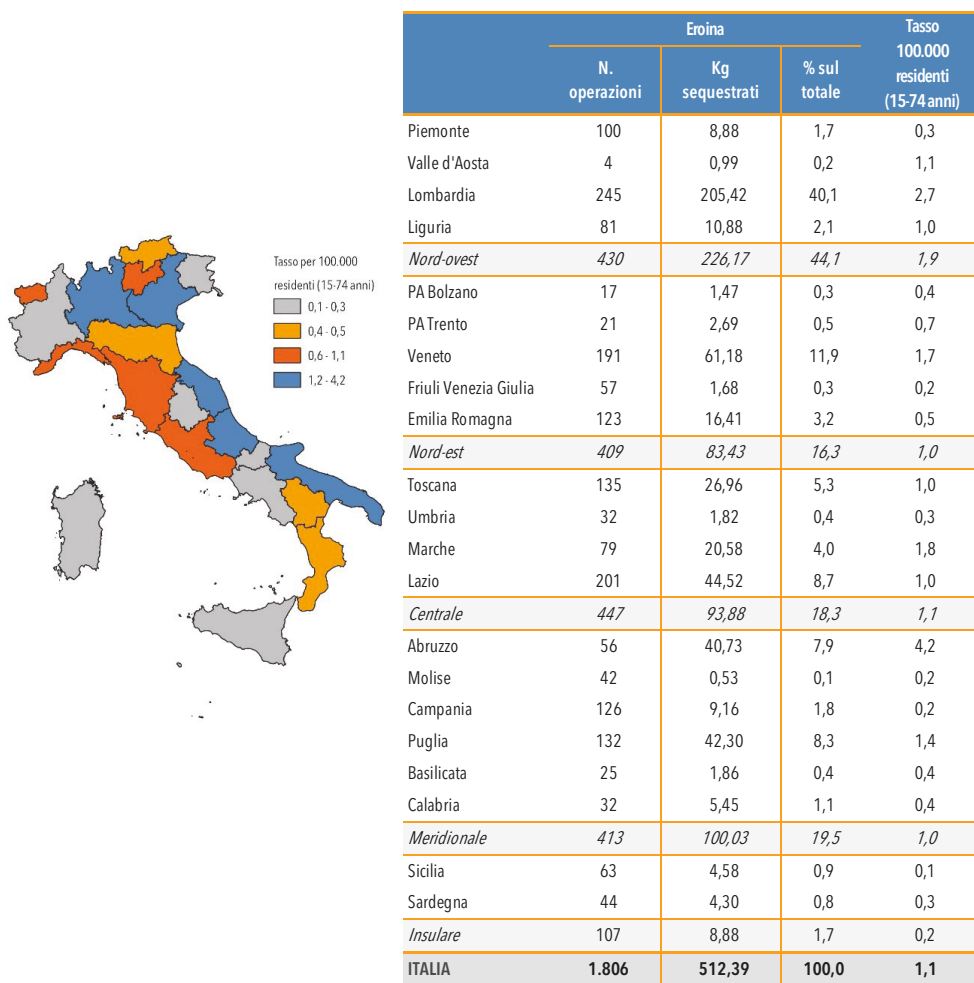 Tasso per 100.000
residenti (15-74 anni)
0,1 - 0,3
0,4 - 0,5
0,6 - 1,1
1,2 - 4,2
Eroina
Tasso
100.000
residenti
(15-74 anni)
N.
operazioni
Kg
sequestrati
% sul
totale
Piemonte 100 8,88 1,7 0,3
Valle d'Aosta 4 0,99 0,2 1,1
Lombardia 245 205,42 40,1 2,7
Liguria 81 10,88 2,1 1,0
Nord-ovest 430 226,17 44,1 1,9
PA Bolzano 17 1,47 0,3 0,4
PA Trento 21 2,69 0,5 0,7
Veneto 191 61,18 11,9 1,7
Friuli Venezia Giulia 57 1,68 0,3 0,2
Emilia Romagna 123 16,41 3,2 0,5
Nord-est 409 83,43 16,3 1,0
Toscana 135 26,96 5,3 1,0
Umbria 32 1,82 0,4 0,3
Marche 79 20,58 4,0 1,8
Lazio 201 44,52 8,7 1,0
Centrale 447 93,88 18,3 1,1
Abruzzo 56 40,73 7,9 4,2
Molise 42 0,53 0,1 0,2
Campania 126 9,16 1,8 0,2
Puglia 132 42,30 8,3 1,4
Basilicata 25 1,86 0,4 0,4
Calabria 32 5,45 1,1 0,4
Meridionale 413 100,03 19,5 1,0
Sicilia 63 4,58 0,9 0,1
Sardegna 44 4,30 0,8 0,3
Insulare 107 8,88 1,7 0,2
ITALIA 1.806 512,39 100,0 1,1